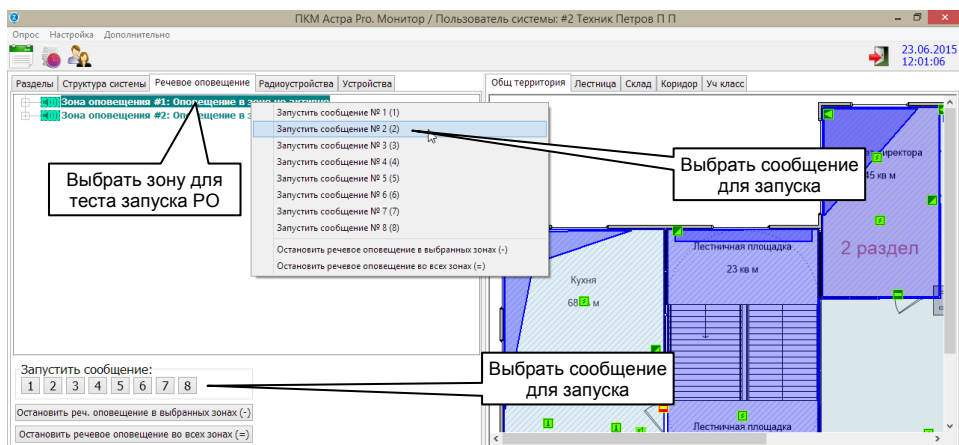 ПКМ Астра Pro. Монитор / Пользователь системы: #2 Техник Петров П П
Опрос Настройка Дополнительно
23.06.2015
12:01:06
Разделы Структура системы Речевое оповещение Радиоустройства Устройства
Общ территория Лестница Склад Коридор Уч класс
Зона оповещения #1: Оповещение в
Зона оповещения #2:
Запустить сообщение № 1 (1)
Запустить сообщение № 2 (2)
Запустить сообщение № 3 (3)
Запустить сообщение № 4 (4)
Запустить сообщение № 5 (5)
Запустить сообщение № 6 (6)
Запустить сообщение № 7 (7)
Запустить сообщение № 8 (8)
Остановить речевое оповещение в выбранных зонах (-)
Остановить речевое оповещение во всех зонах (=)
Выбрать зону для
теста запуска РО
Выбрать сообщение
для запуска
45 кв м
2 раздел
Лестничная площадка
23 кв м
Кухня
68 м
Запустить сообщение:
1 2 3 4 5 6 7 8
Остановить реч. оповещение в выбранных зонах (-)
Остановить речевое оповещение во всех зонах (=)
Выбрать сообщение
для запуска
Лестничная площадка